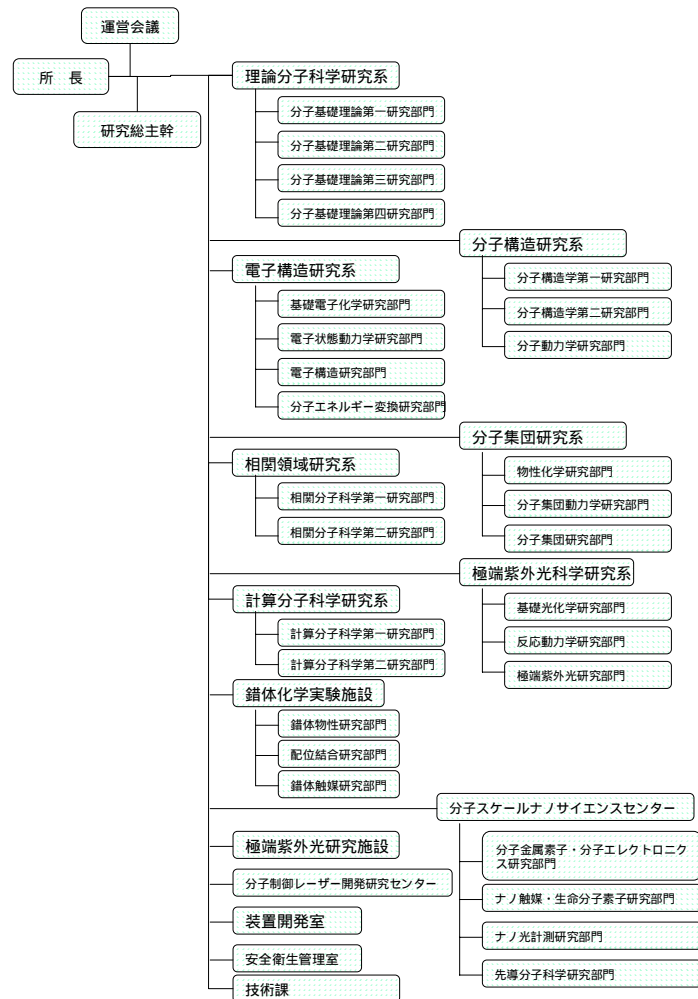 運営会議
所　長
研究総主幹
理論分子科学研究系
分子基礎理論第一研究部門
分子基礎理論第二研究部門
分子基礎理論第三研究部門
分子基礎理論第四研究部門
分子構造研究系
分子構造学第一研究部門
分子構造学第二研究部門
分子動力学研究部門
電子構造研究系
基礎電子化学研究部門
電子状態動力学研究部門
電子構造研究部門
分子エネルギー変換研究部門
分子集団研究系
物性化学研究部門
分子集団動力学研究部門
分子集団研究部門
相関領域研究系
相関分子科学第一研究部門
相関分子科学第二研究部門
極端紫外光科学研究系
基礎光化学研究部門
反応動力学研究部門
極端紫外光研究部門
計算分子科学研究系
計算分子科学第一研究部門
計算分子科学第二研究部門
錯体化学実験施設
錯体物性研究部門
配位結合研究部門
錯体触媒研究部門
分子スケールナノサイエンスセンター
分子金属素子・分子エレクトロニク
ス研究部門
ナノ触媒・生命分子素子研究部門
ナノ光計測研究部門
先導分子科学研究部門
極端紫外光研究施設
分子制御レーザー開発研究センター
装置開発室
安全衛生管理室
技術課